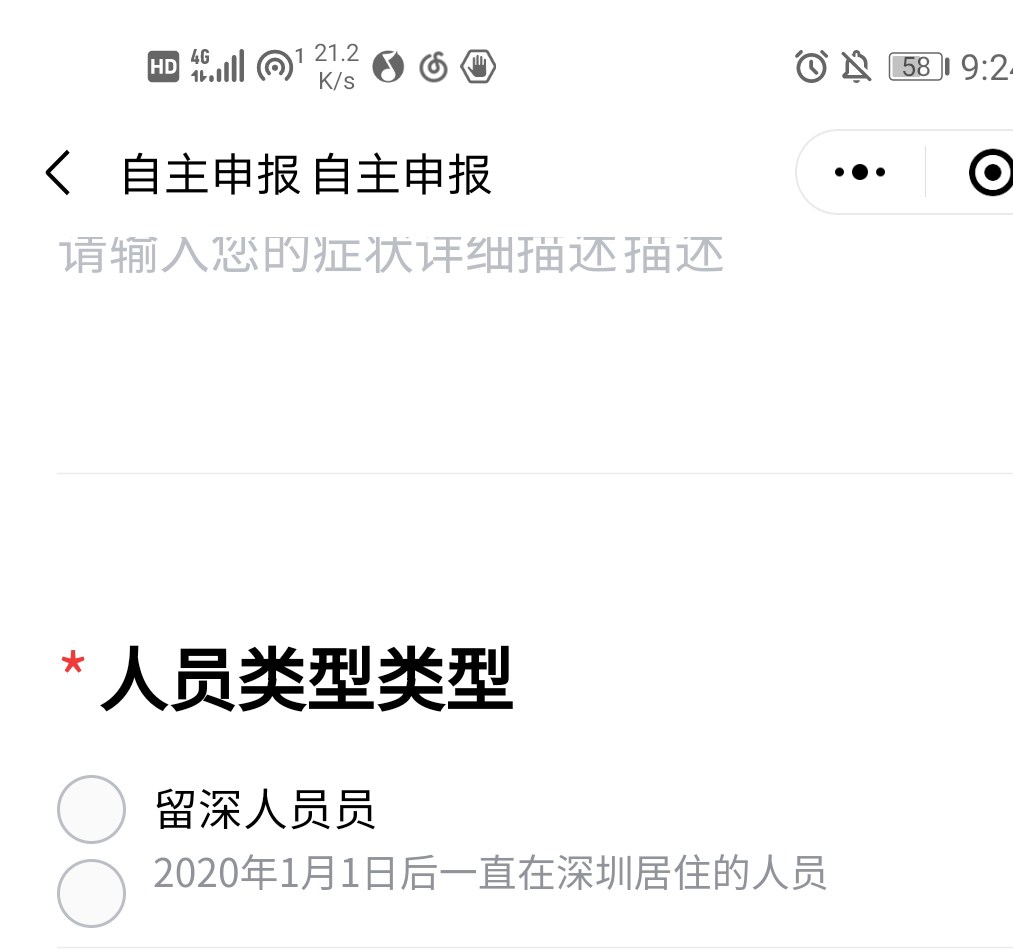 HD 4G 1 21.2 K/s 58 9:24
自主申报 自主申报
请输入您的症状详细描述描述
* 人员类型类型
留深人员员
2020年1月1日后一直在深圳居住的人员